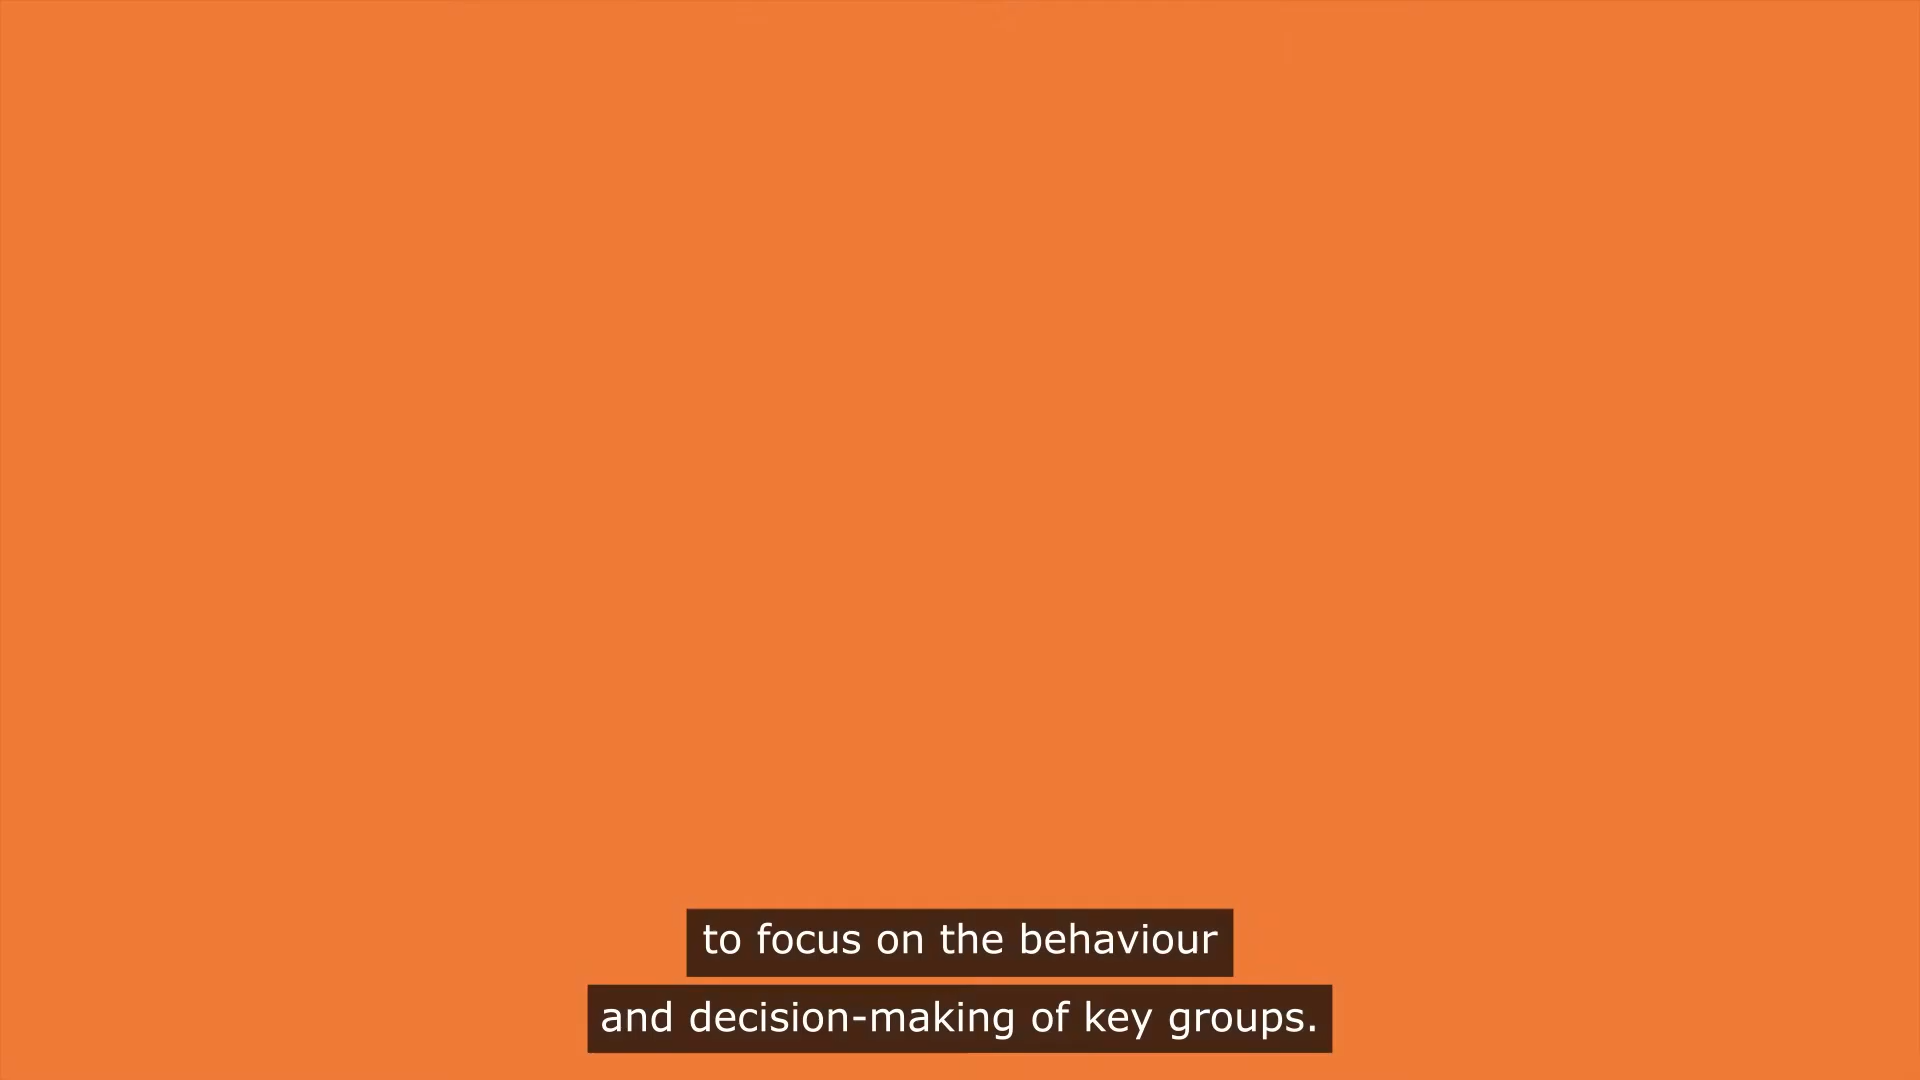 to focus on the behaviour
and decision-making of key groups.